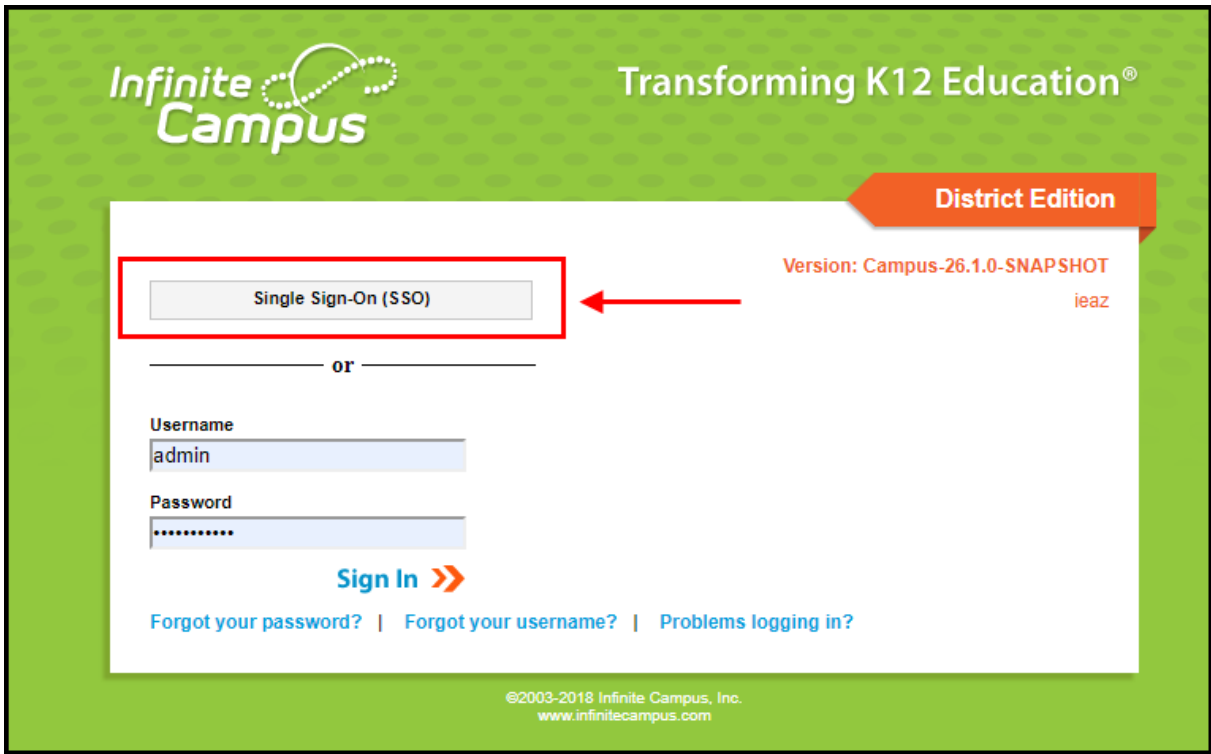 Infinite
Campus
Transforming K12 Education®
District Edition
Version: Campus-26.1.0-SNAPSHOT
ieaz
Single Sign-On (SSO)
or
Username
admin
Password
•••••••••••
Sign In
Forgot your password? | Forgot your username? | Problems logging in?
©2003-2018 Infinite Campus, Inc.
www.infinitecampus.com